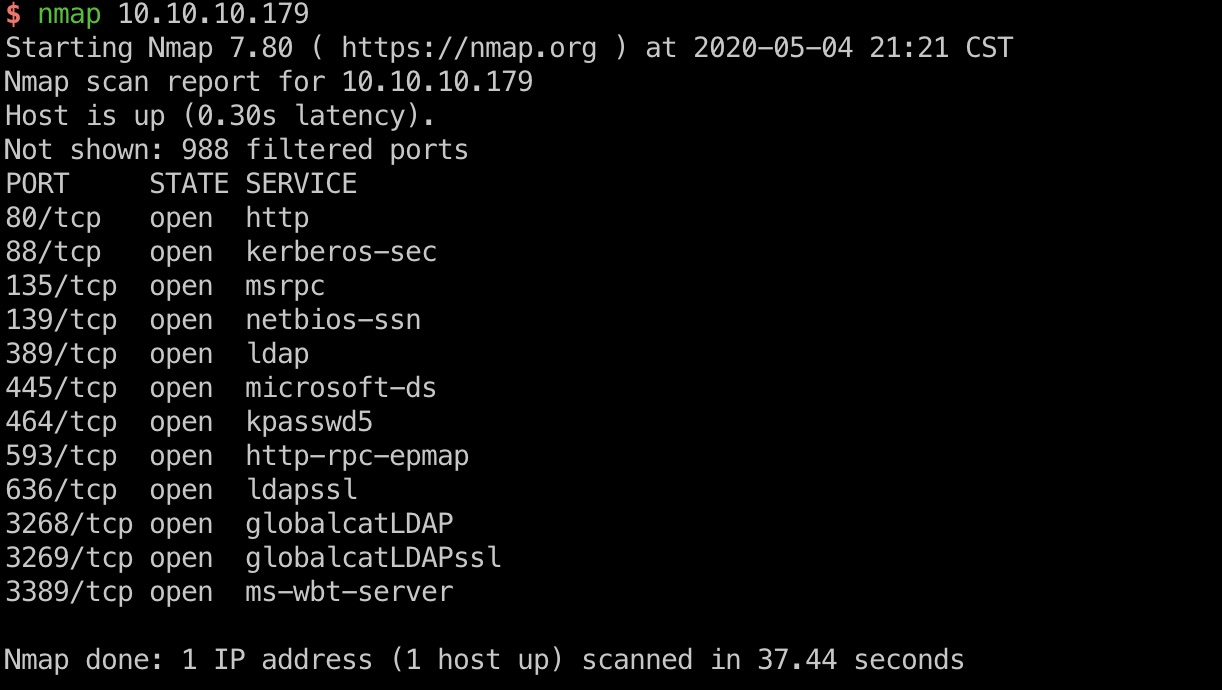 $ nmap 10.10.10.179
Starting Nmap 7.80 ( https://nmap.org ) at 2020-05-04 21:21 CST
Nmap scan report for 10.10.10.179
Host is up (0.30s latency).
Not shown: 988 filtered ports
PORT     STATE SERVICE
80/tcp   open  http
88/tcp   open  kerberos-sec
135/tcp  open  msrpc
139/tcp  open  netbios-ssn
389/tcp  open  ldap
445/tcp  open  microsoft-ds
464/tcp  open  kpasswd5
593/tcp  open  http-rpc-epmap
636/tcp  open  ldapssl
3268/tcp open  globalcatLDAP
3269/tcp open  globalcatLDAPssl
3389/tcp open  ms-wbt-server
Nmap done: 1 IP address (1 host up) scanned in 37.44 seconds